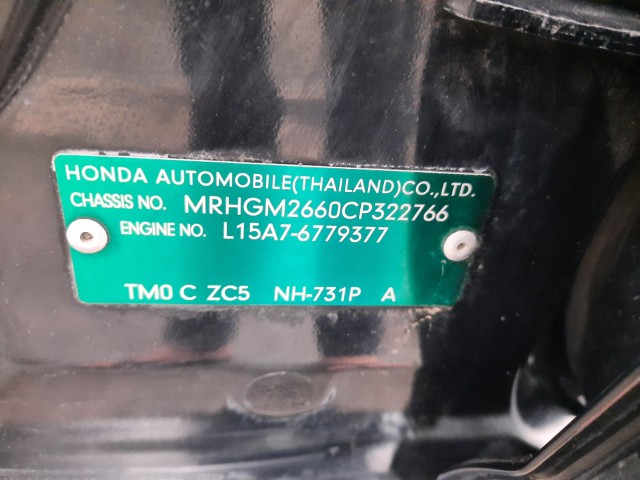 HONDA AUTOMOBILE(THAILAND)CO.,LTD.
CHASSIS NO. MRHGM2660CP322766
ENGINE NO. L15A7-6779377
TM0 C ZC5 NH-731P A